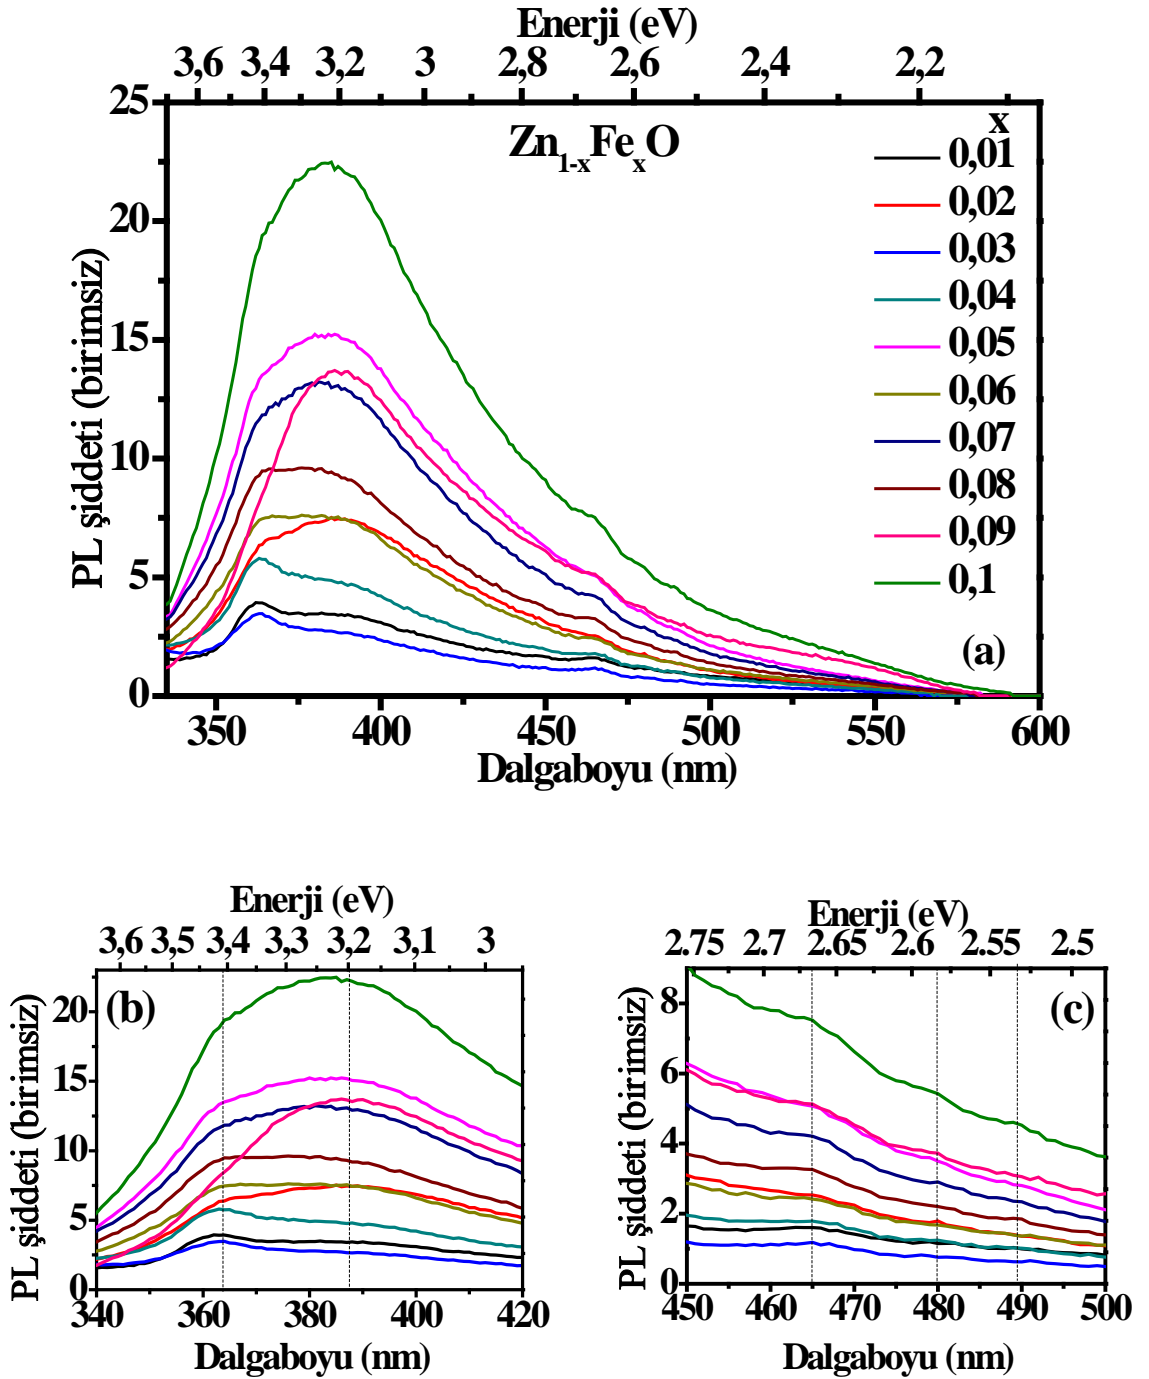 Enerji (eV)
3,6 3,4 3,2 3 2,8 2,6 2,4 2,2
25
20
15
10
5
0
PL şiddeti (birimsiz)
Zn1-xFexO
x
0,01
0,02
0,03
0,04
0,05
0,06
0,07
0,08
0,09
0,1
(a)
350 400 450 500 550 600
Dalgaboyu (nm)
Enerji (eV)
3,6 3,5 3,4 3,3 3,2 3,1 3
(b)
20
15
10
5
0
PL şiddeti (birimsiz)
340 360 380 400 420
Dalgaboyu (nm)
Enerji (eV)
2.75 2.7 2.65 2.6 2.55 2.5
(c)
8
6
4
2
0
PL şiddeti (birimsiz)
450 460 470 480 490 500
Dalgaboyu (nm)